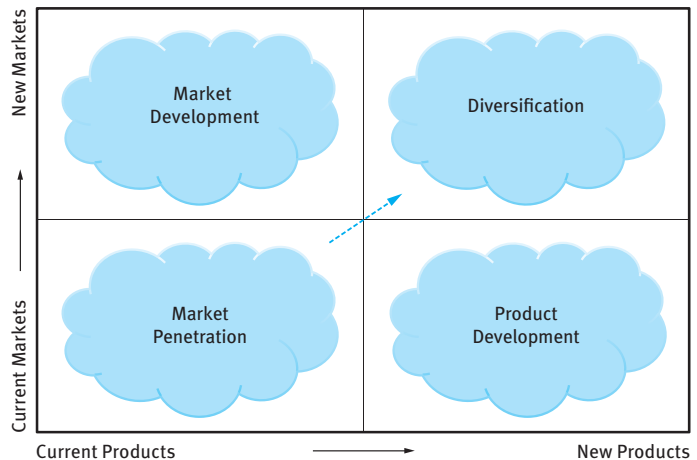 New Markets
Market
Development
Diversification
Current Markets
Market
Penetration
Product
Development
Current Products
New Products